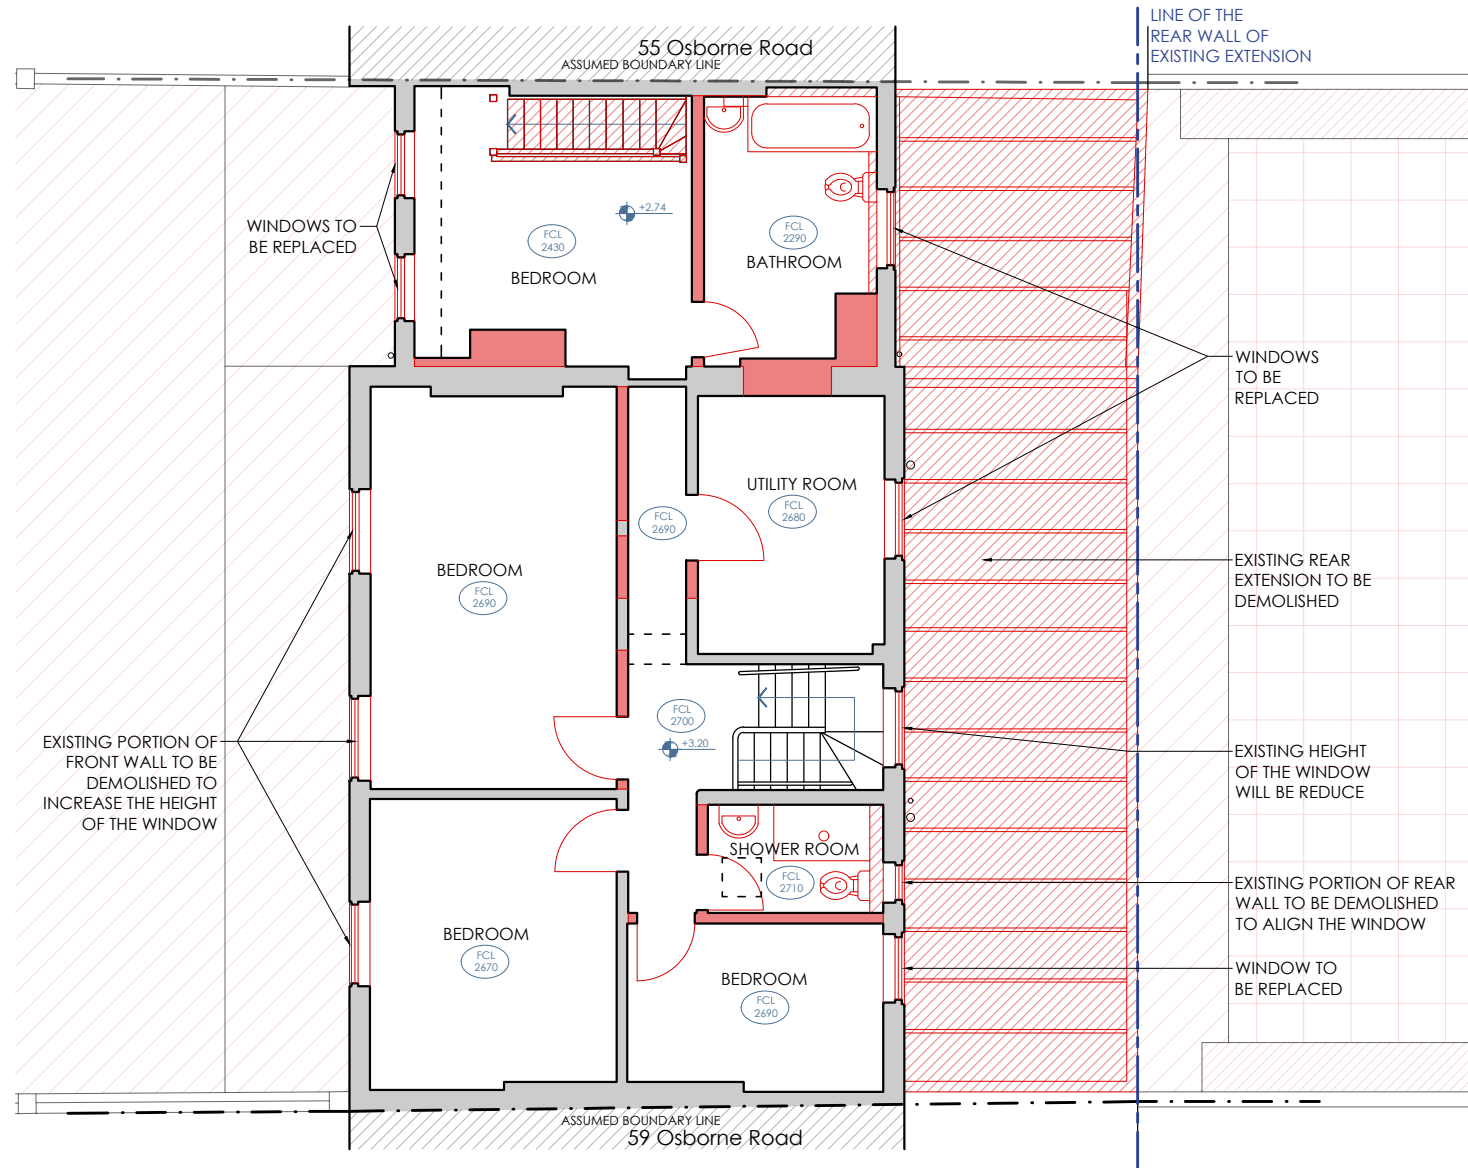 LINE OF THE
REAR WALL OF
EXISTING EXTENSION
55 Osborne Road
ASSUMED BOUNDARY LINE
WINDOWS TO
BE REPLACED
+2.74
FCL
2430
BEDROOM
FCL
2290
BATHROOM
WINDOWS
TO BE
REPLACED
UTILITY ROOM
FCL
2680
FCL
2690
BEDROOM
FCL
2690
EXISTING REAR
EXTENSION TO BE
DEMOLISHED
FCL
2700
+3.20
EXISTING PORTION OF
FRONT WALL TO BE
DEMOLISHED TO
INCREASE THE HEIGHT
OF THE WINDOW
EXISTING HEIGHT
OF THE WINDOW
WILL BE REDUCE
SHOWER ROOM
FCL
2710
EXISTING PORTION OF REAR
WALL TO BE DEMOLISHED
TO ALIGN THE WINDOW
BEDROOM
FCL
2670
BEDROOM
FCL
2690
WINDOW TO
BE REPLACED
ASSUMED BOUNDARY LINE
59 Osborne Road